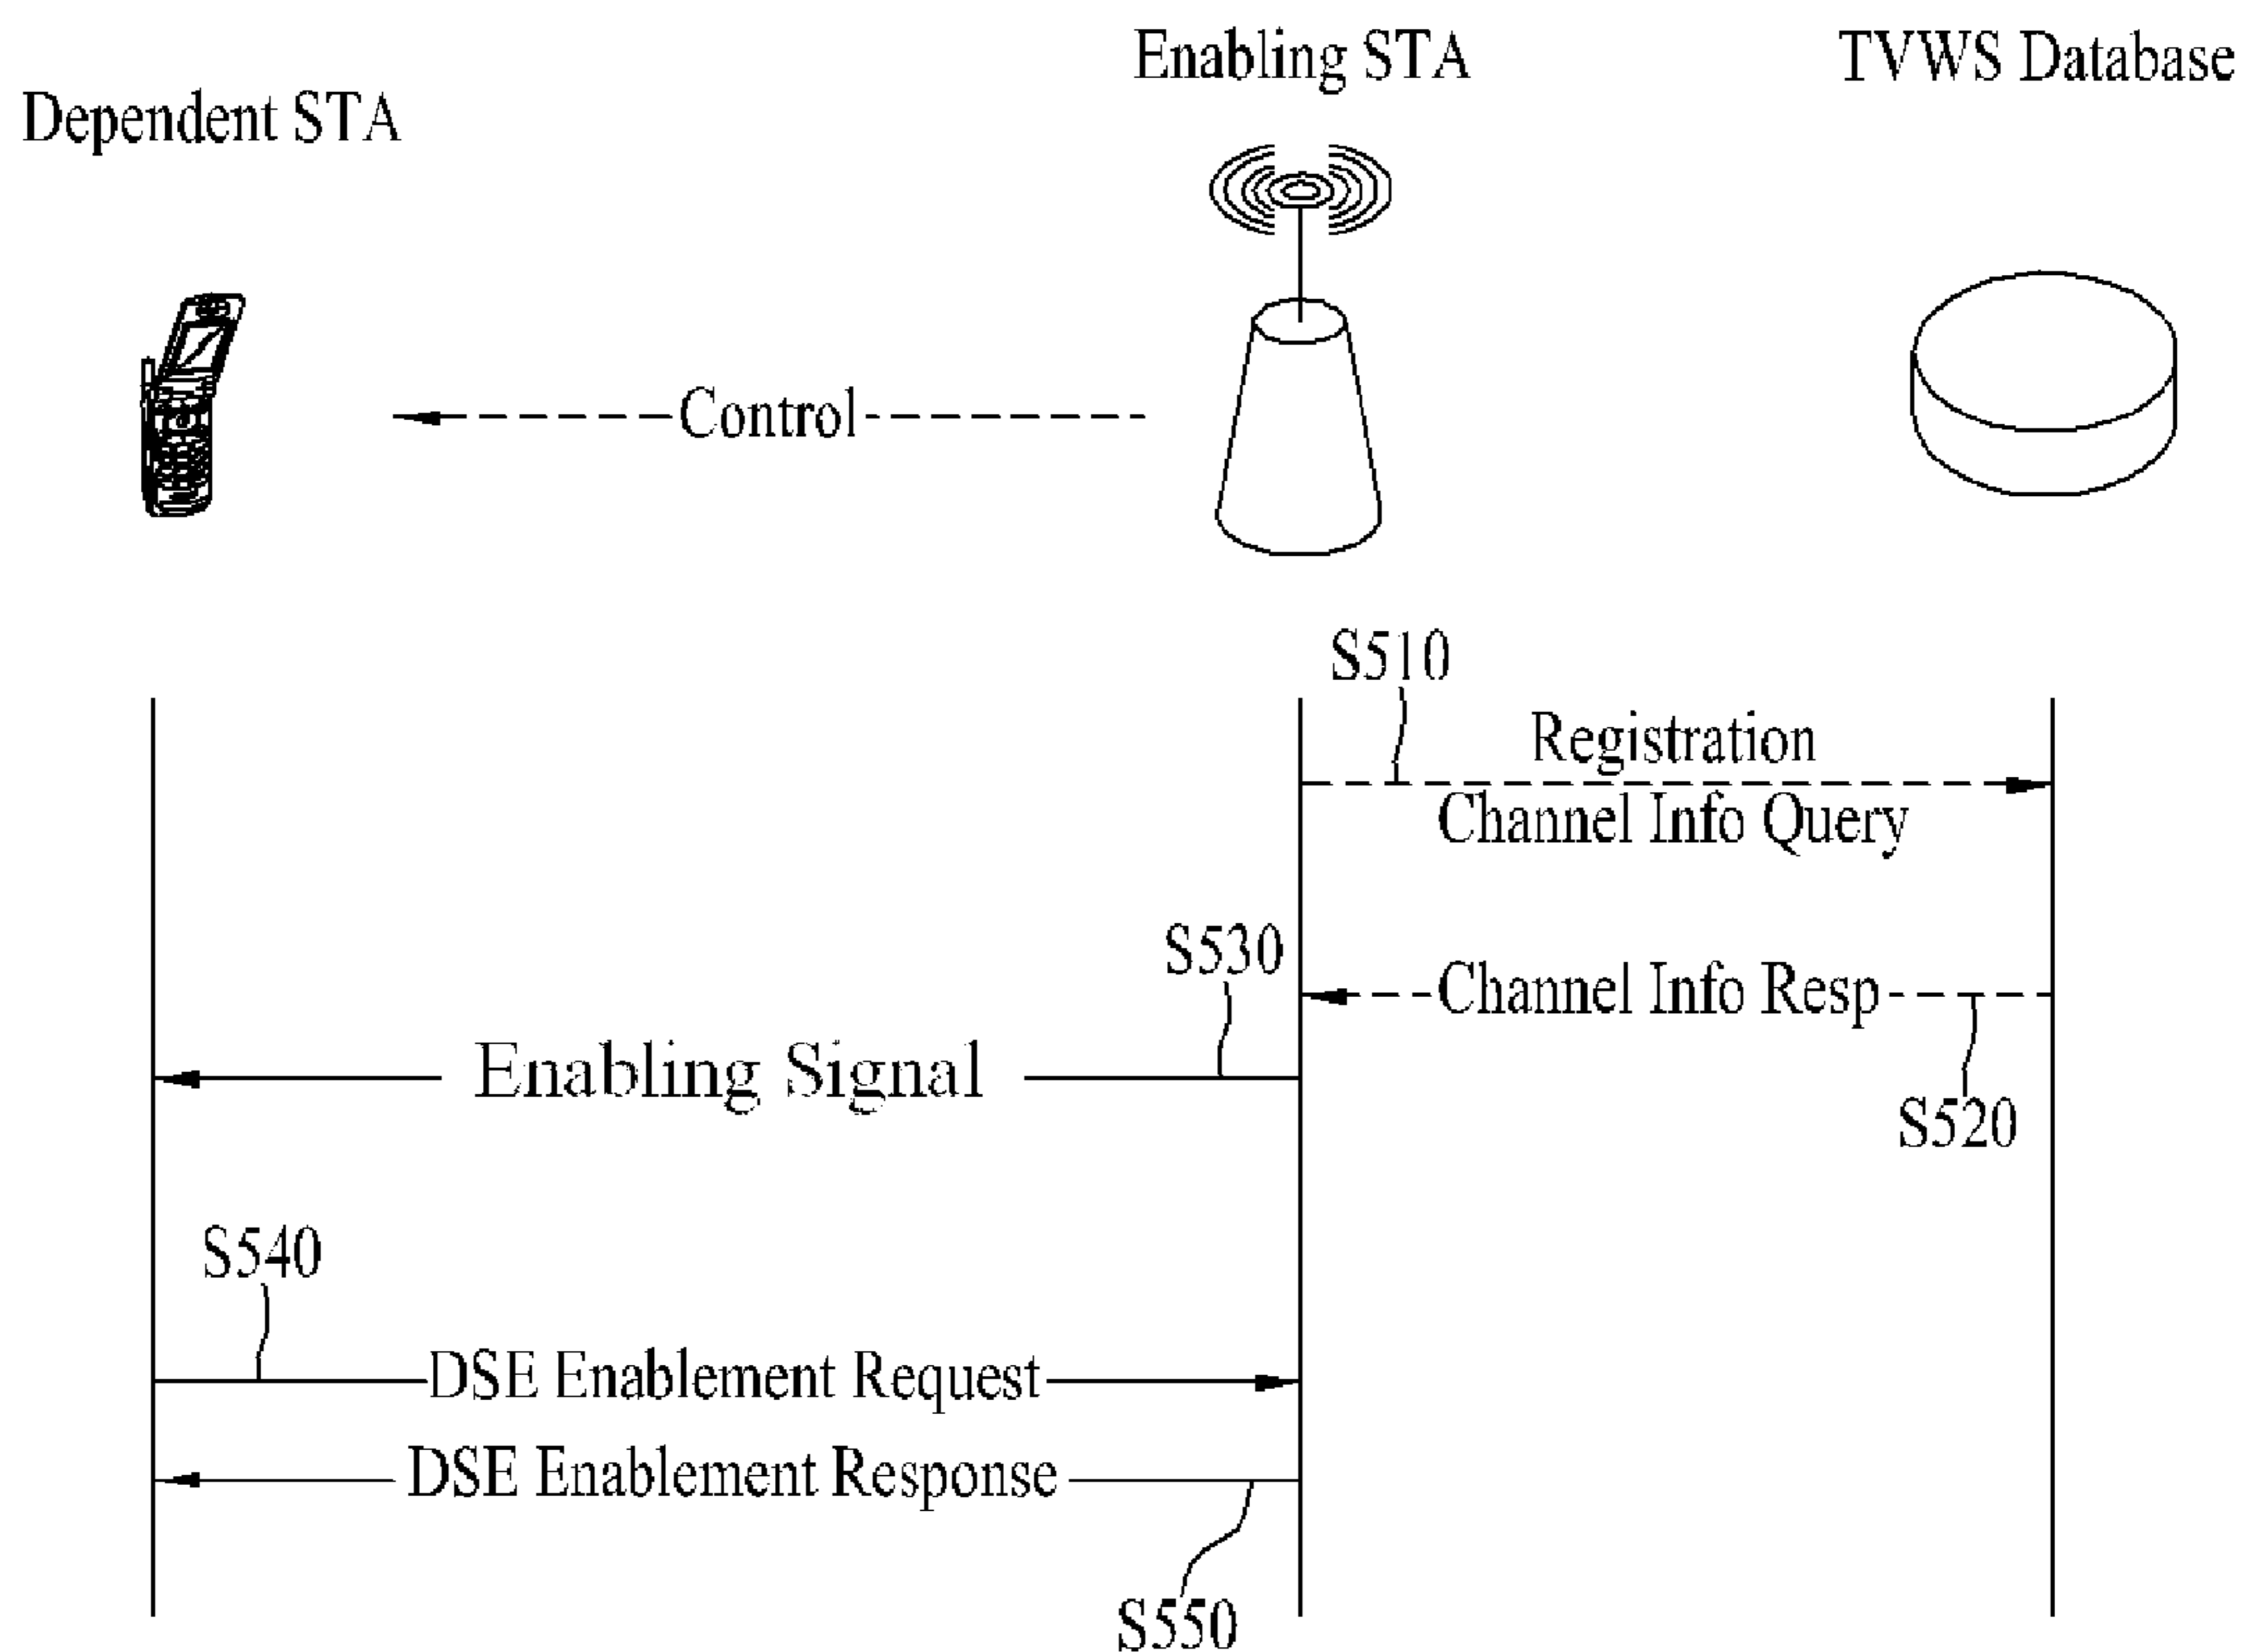 Enabling STA
TVWS Database
Dependent STA
Control
S510
Registration
Channel Info Query
S530
Channel Info Resp
Enabling Signal
S520
S540
DSE Enablement Request
DSE Enablement Response
S550